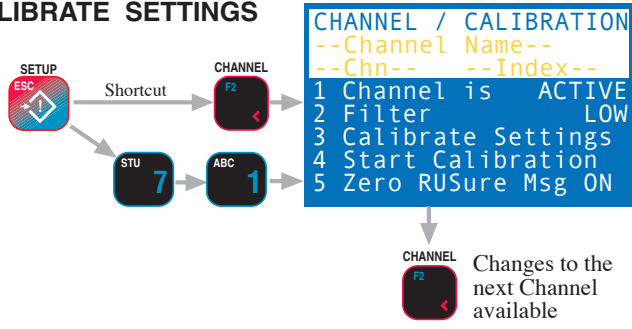 LIBRATE SETTINGS
SETUP
ESC
Shortcut
CHANNEL
F2
STU
7
ABC
1
CHANNEL / CALIBRATION
--Channel Name--
--Chn-- --Index--
1 Channel is ACTIVE
2 Filter LOW
3 Calibrate Settings
4 Start Calibration
5 Zero RUSure Msg ON
CHANNEL
F2
Changes to the
next Channel
available